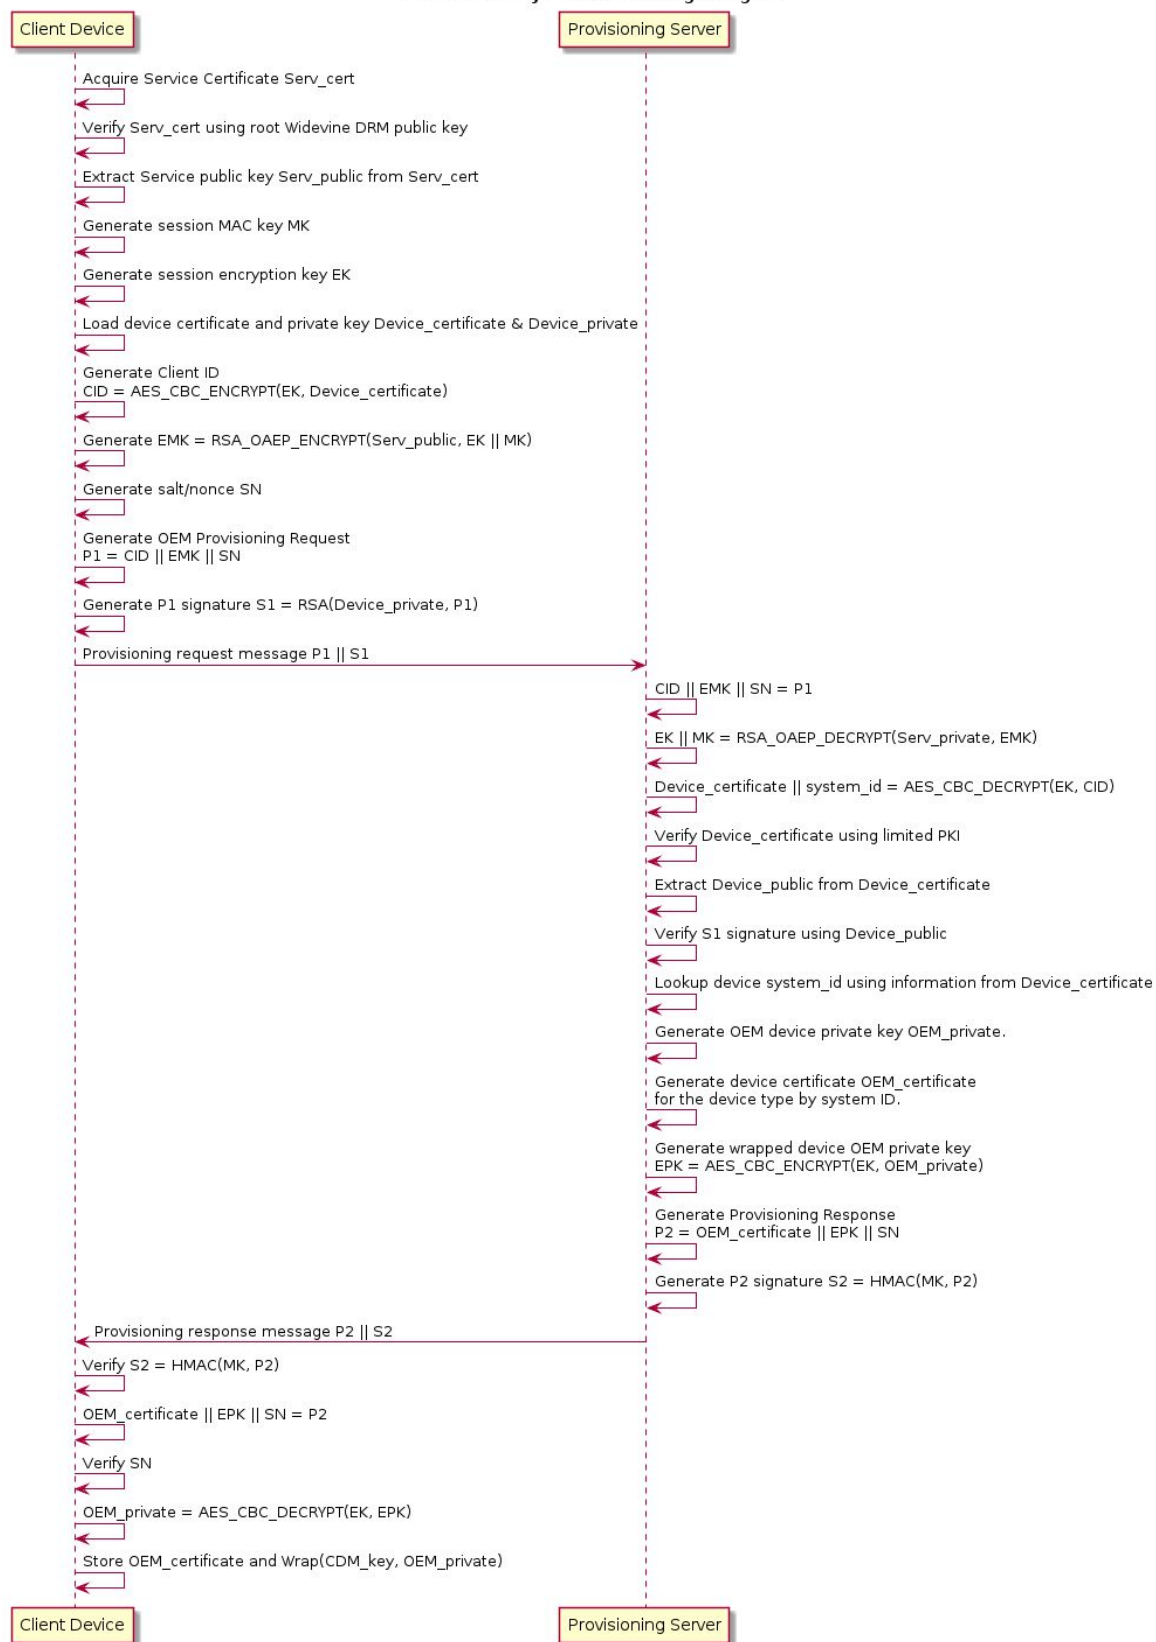 Client Device
Provisioning Server
Acquire Service Certificate Serv_cert
Verify Serv_cert using root Widevine DRM public key
Extract Service public key Serv_public from Serv_cert
Generate session MAC key MK
Generate session encryption key EK
Load device certificate and private key Device_certificate & Device_private
Generate Client ID
CID = AES_CBC_ENCRYPT(EK, Device_certificate)
Generate EMK = RSA_OAEP_ENCRYPT(Serv_public, EK || MK)
Generate salt/nonce SN
Generate OEM Provisioning Request
P1 = CID || EMK || SN
Generate P1 signature S1 = RSA(Device_private, P1)
Provisioning request message P1 || S1
CID || EMK || SN = P1
EK || MK = RSA_OAEP_DECRYPT(Serv_private, EMK)
Device_certificate || system_id = AES_CBC_DECRYPT(EK, CID)
Verify Device_certificate using limited PKI
Extract Device_public from Device_certificate
Verify S1 signature using Device_public
Lookup device system_id using information from Device_certificate
Generate OEM device private key OEM_private.
Generate device certificate OEM_certificate
for the device type by system ID.
Generate wrapped device OEM private key
EPK = AES_CBC_ENCRYPT(EK, OEM_private)
Generate Provisioning Response
P2 = OEM_certificate || EPK || SN
Generate P2 signature S2 = HMAC(MK, P2)
Provisioning response message P2 || S2
Verify S2 = HMAC(MK, P2)
OEM_certificate || EPK || SN = P2
Verify SN
OEM_private = AES_CBC_DECRYPT(EK, EPK)
Store OEM_certificate and Wrap(CDM_key, OEM_private)
Client Device
Provisioning Server